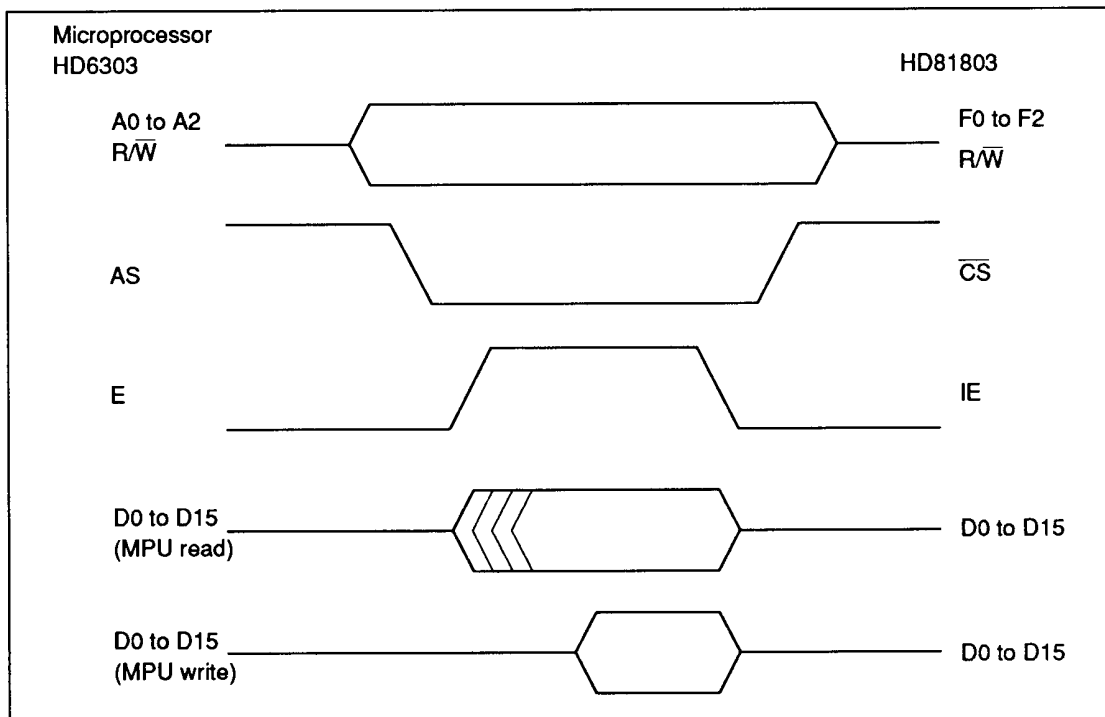 Microprocessor
HD6303
HD81803
A0 to A2
R/W̅
F0 to F2
R/W̅
AS
C̅S̅
E
IE
D0 to D15
(MPU read)
D0 to D15
D0 to D15
(MPU write)
D0 to D15